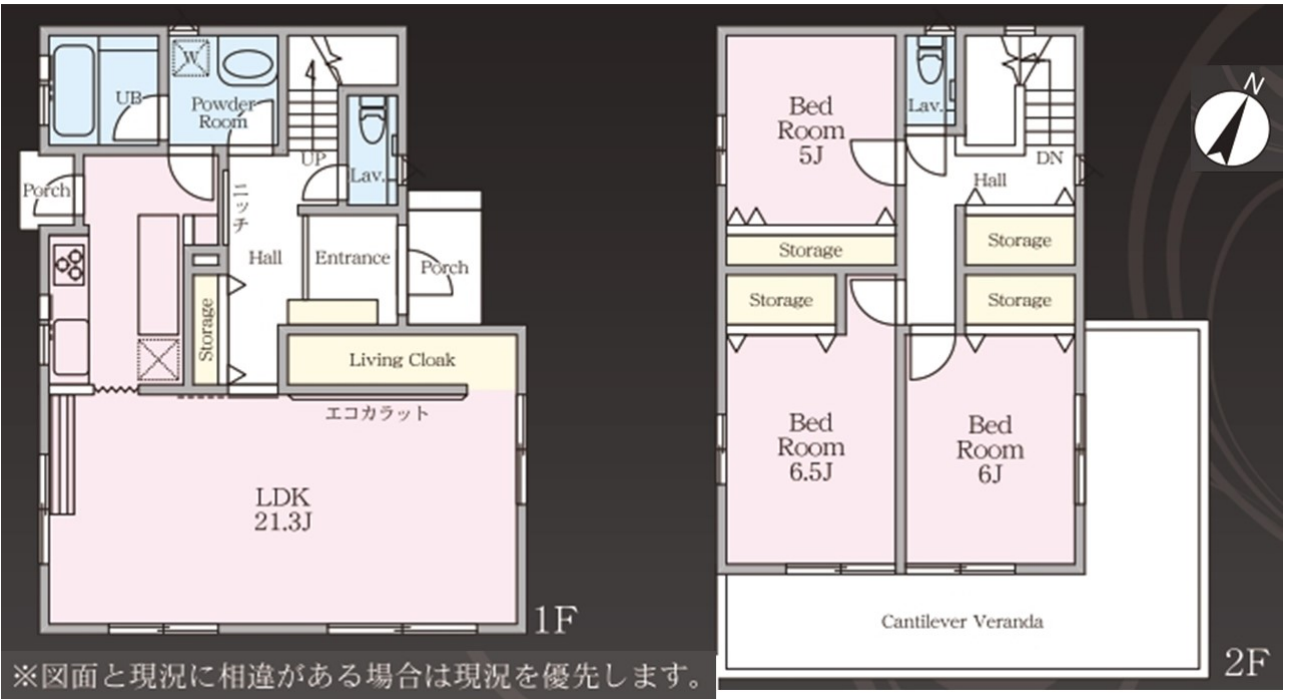 UB
W
Powder
Room
UP
Lav.
Porch
ニッチ
Hall
Entrance
Porch
Storage
Living Cloak
エコカラット
LDK
21.3J
1F
※図面と現況に相違がある場合は現況を優先します。
Bed
Room
5J
Lav.
DN
Hall
Storage
Storage
Storage
Storage
Bed
Room
6.5J
Bed
Room
6J
Cantilever Veranda
2F
N